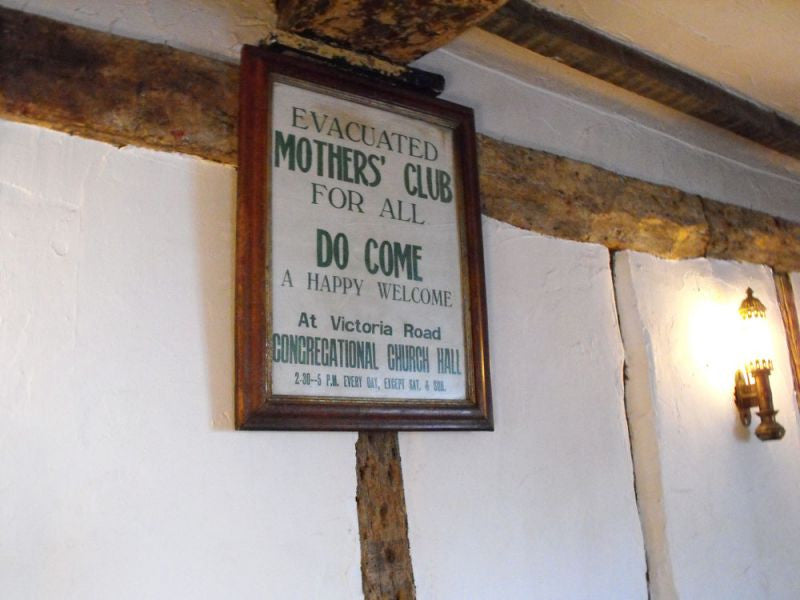 EVACUATED
MOTHERS' CLUB
FOR ALL
DO COME
A HAPPY WELCOME
At Victoria Road
CONGREGATIONAL CHURCH HALL
2-30—5 P.M. EVERY DAY, EXCEPT SAT. & SUN.